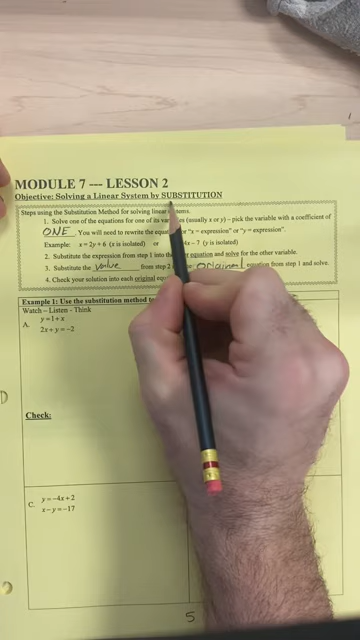 MODULE 7 --- LESSON 2
Objective: Solving a Linear System by SUBSTITUTION
Steps using the Substitution Method for solving linear
1. Solve one of the equations for one of its (usually x or y) – pick the variable with a coefficient of
ONE. You will need to rewrite the "x = expression" or "y = expression".
Example: x = 2y + 6 (x is isolated) or 4x – 7 (y is isolated)
2. Substitute the expression from step 1 into the equation and solve for the other variable.
3. Substitute the value from step 2 original equation from step 1 and solve.
4. Check your solution into each original
Example 1: Use the substitution method
Watch – Listen - Think
A. y = 1 + x
2x + y = -2
Check:
C. y = -4x + 2
x - y = -17
5